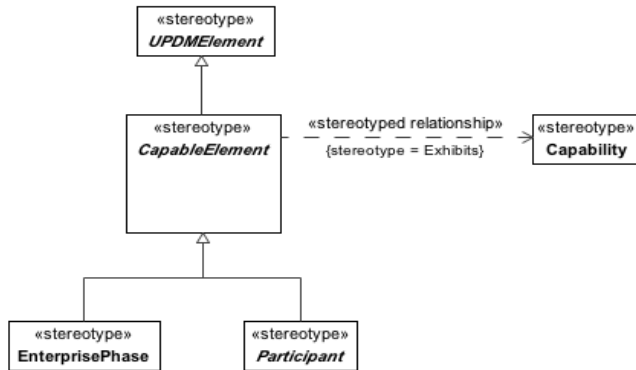 «stereotype»
UPDMElement
«stereotype»
CapableElement
«stereotyped relationship»
{stereotype = Exhibits}
«stereotype»
Capability
«stereotype»
EnterprisePhase
«stereotype»
Participant